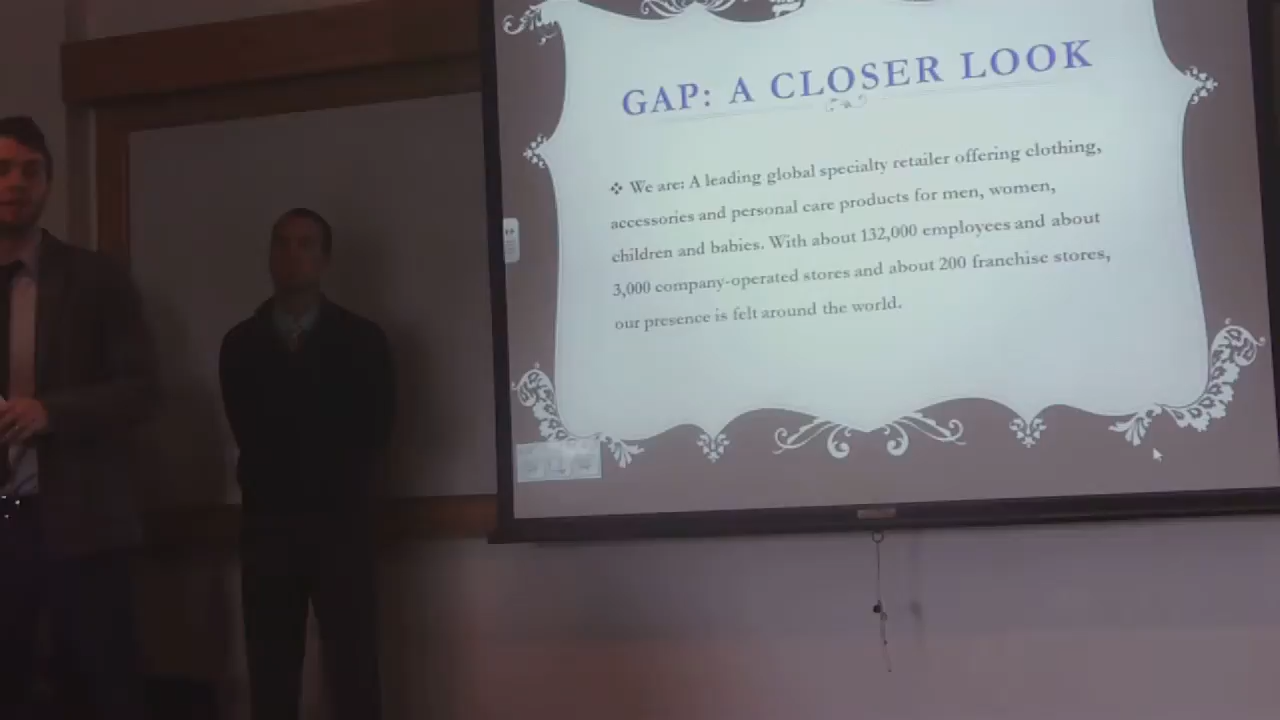 GAP: A CLOSER LOOK
❖ We are: A leading global specialty retailer offering clothing,
accessories and personal care products for men, women,
children and babies. With about 132,000 employees and about
3,000 company-operated stores and about 200 franchise stores,
our presence is felt around the world.